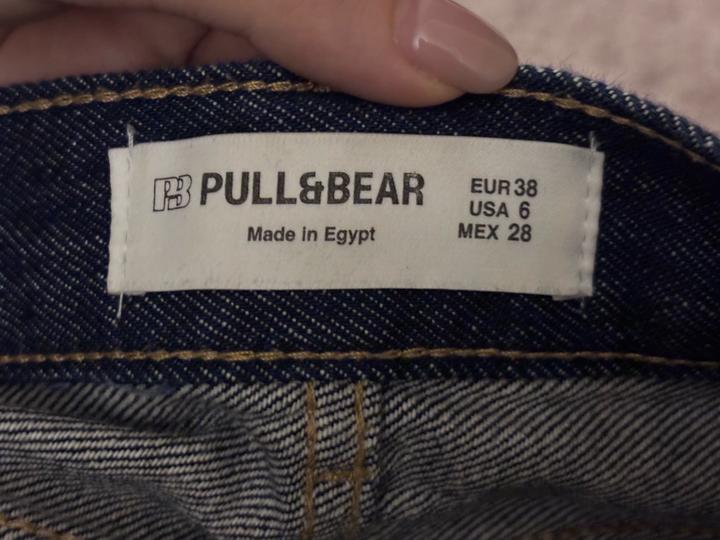 PB PULL&BEAR
Made in Egypt
EUR 38
USA 6
MEX 28